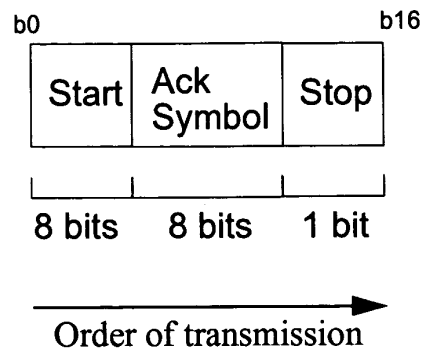 b0 b16
Start Ack Symbol Stop
8 bits 8 bits 1 bit
Order of transmission